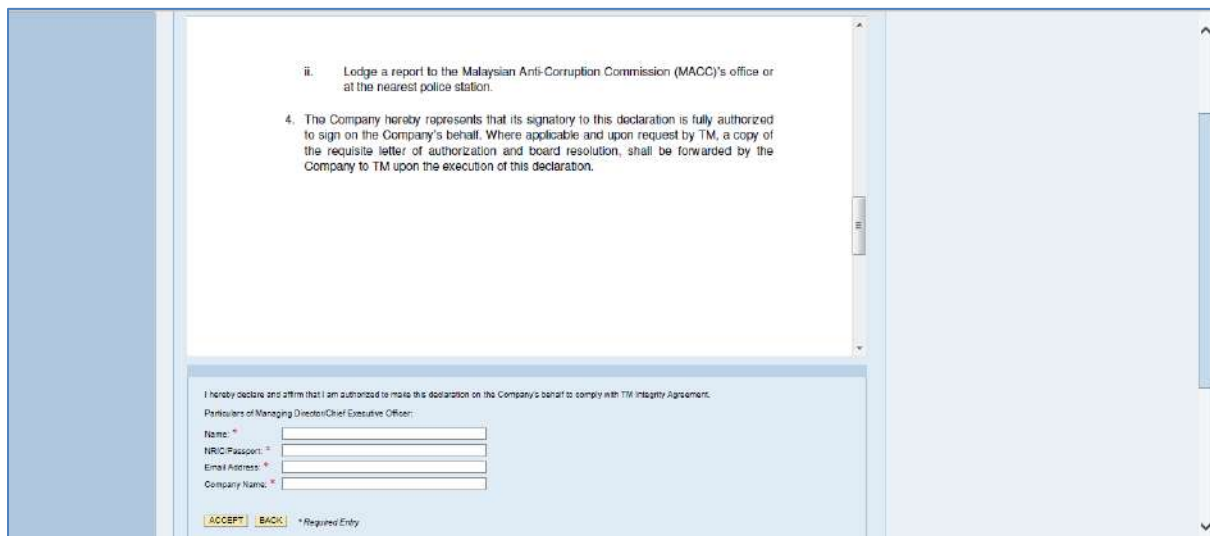 ii. Lodge a report to the Malaysian Anti-Corruption Commission (MACC)'s office or
at the nearest police station.
4. The Company hereby represents that its signatory to this declaration is fully authorized
to sign on the Company's behalf. Where applicable and upon request by TM, a copy of
the requisite letter of authorization and board resolution, shall be forwarded by the
Company to TM upon the execution of this declaration.
I hereby declare and affirm that I am authorized to make this declaration on the Company's behalf to comply with TM Integrity Agreement.
Particulars of Managing Director/Chief Executive Officer:
Name: *
NRIC/Passport: *
Email Address: *
Company Name: *
ACCEPT BACK * Required Entry